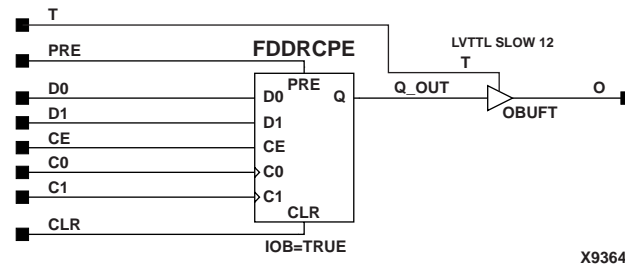 T
LVTTL SLOW 12
PRE
FDDRCPE
T
PRE
D0
D0
Q
Q_OUT
O
D1
D1
OBUFT
CE
CE
C0
C0
C1
C1
CLR
CLR
IOB=TRUE
X9364